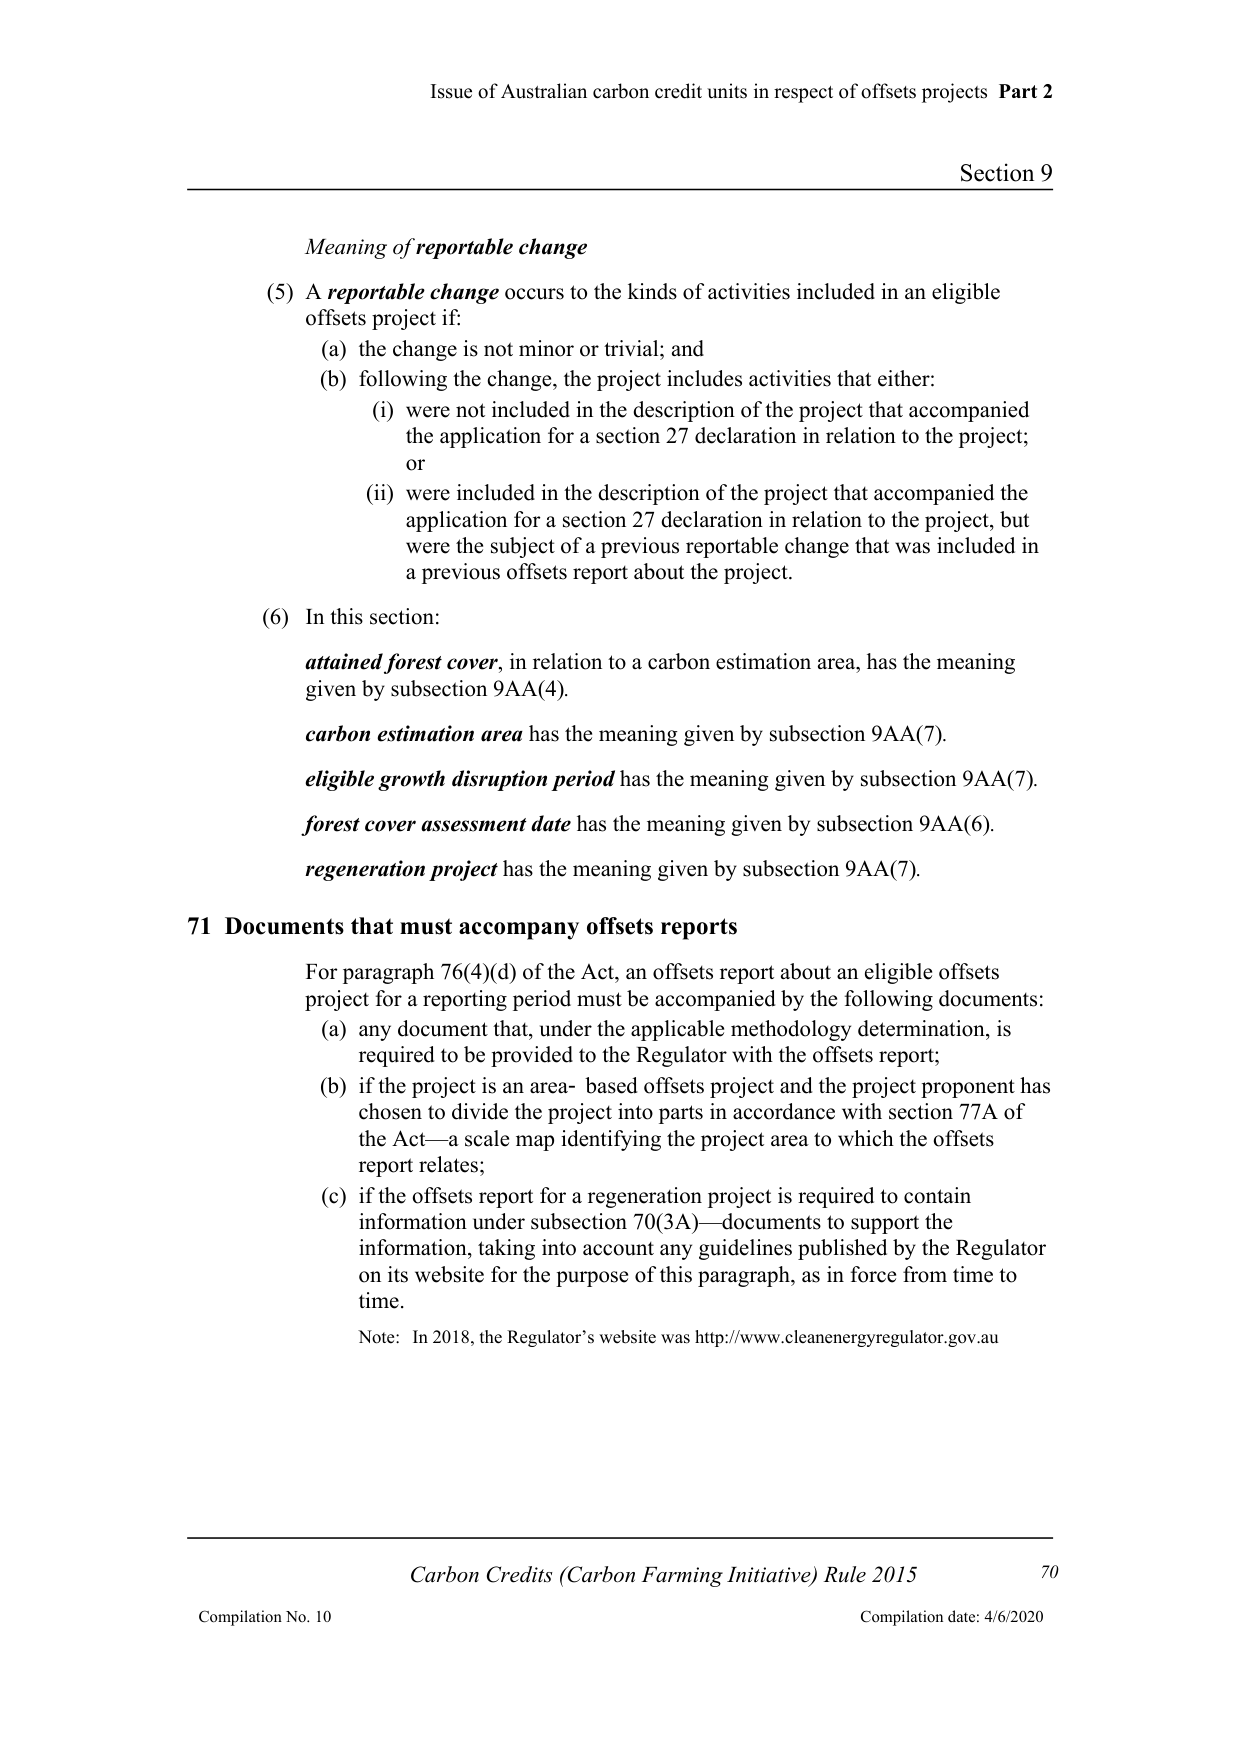 Issue of Australian carbon credit units in respect of offsets projects Part 2
Section 9
Meaning of reportable change
(5) A reportable change occurs to the kinds of activities included in an eligible
offsets project if:
(a) the change is not minor or trivial; and
(b) following the change, the project includes activities that either:
(i) were not included in the description of the project that accompanied
the application for a section 27 declaration in relation to the project;
or
(ii) were included in the description of the project that accompanied the
application for a section 27 declaration in relation to the project, but
were the subject of a previous reportable change that was included in
a previous offsets report about the project.
(6) In this section:
attained forest cover, in relation to a carbon estimation area, has the meaning
given by subsection 9AA(4).
carbon estimation area has the meaning given by subsection 9AA(7).
eligible growth disruption period has the meaning given by subsection 9AA(7).
forest cover assessment date has the meaning given by subsection 9AA(6).
regeneration project has the meaning given by subsection 9AA(7).
71 Documents that must accompany offsets reports
For paragraph 76(4)(d) of the Act, an offsets report about an eligible offsets
project for a reporting period must be accompanied by the following documents:
(a) any document that, under the applicable methodology determination, is
required to be provided to the Regulator with the offsets report;
(b) if the project is an area- based offsets project and the project proponent has
chosen to divide the project into parts in accordance with section 77A of
the Act—a scale map identifying the project area to which the offsets
report relates;
(c) if the offsets report for a regeneration project is required to contain
information under subsection 70(3A)—documents to support the
information, taking into account any guidelines published by the Regulator
on its website for the purpose of this paragraph, as in force from time to
time.
Note: In 2018, the Regulator’s website was http://www.cleanenergyregulator.gov.au
Carbon Credits (Carbon Farming Initiative) Rule 2015 70
Compilation No. 10 Compilation date: 4/6/2020